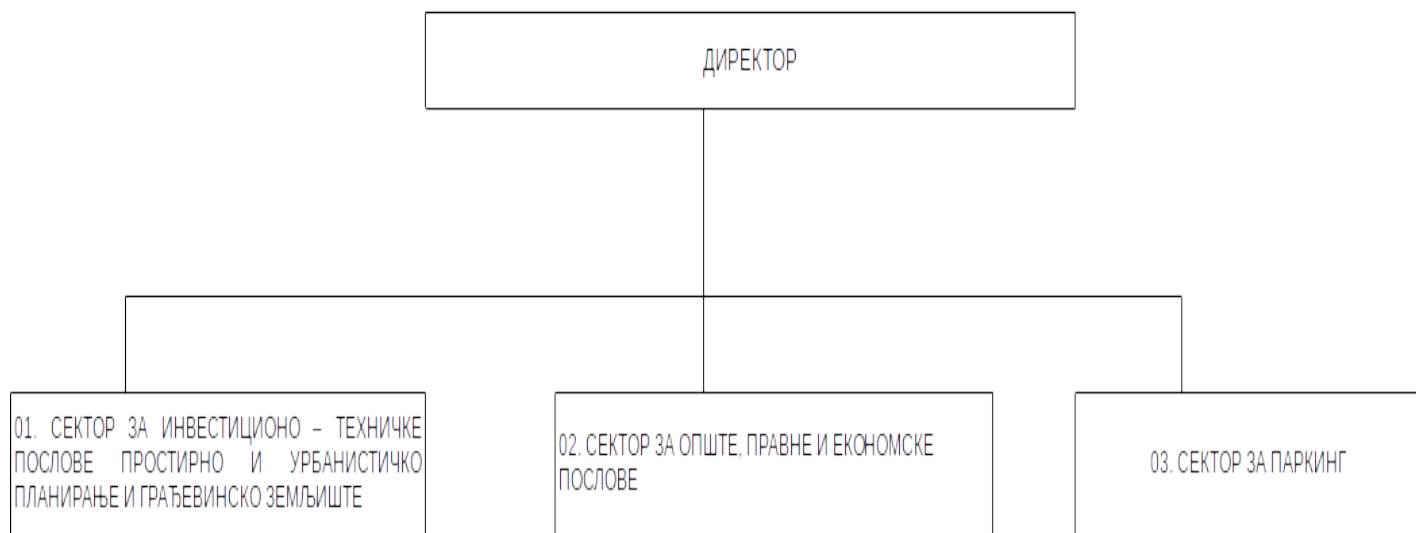 ДИРЕКТОР
01. СЕКТОР ЗА ИНВЕСТИЦИОНО – ТЕХНИЧКЕ
ПОСЛОВЕ ПРОСТИРНО И УРБАНИСТИЧКО
ПЛАНИРАЊЕ И ГРАЂЕВИНСКО ЗЕМЉИШТЕ
02. СЕКТОР ЗА ОПШТЕ, ПРАВНЕ И ЕКОНОМСКЕ
ПОСЛОВЕ
03. СЕКТОР ЗА ПАРКИНГ